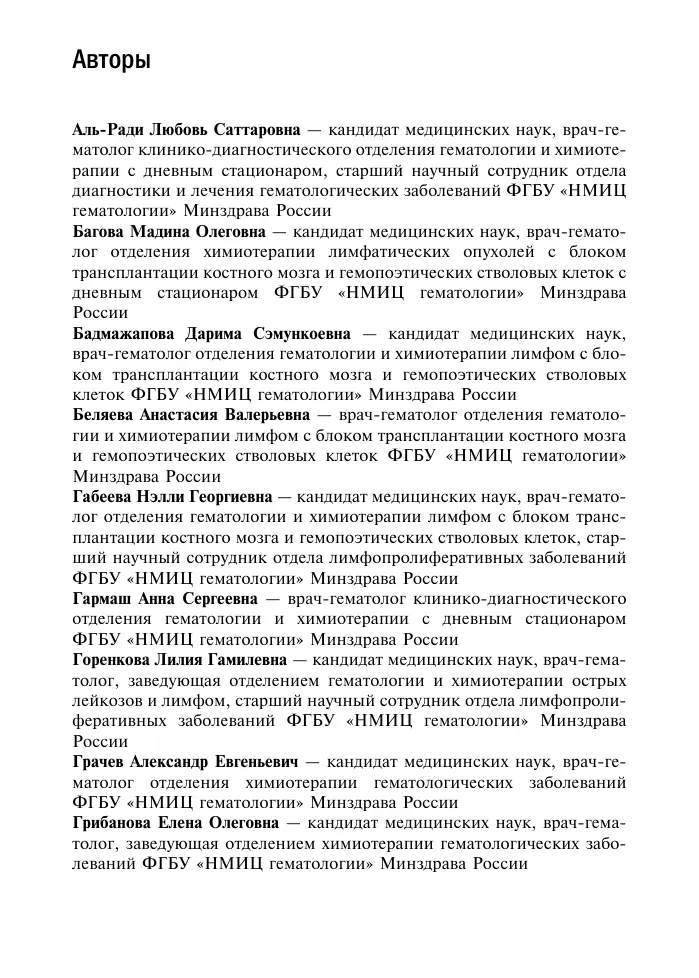 Авторы
Аль-Ради Любовь Саттаровна — кандидат медицинских наук, врач-ге-
матолог клинико-диагностического отделения гематологии и химиоте-
рапии с дневным стационаром, старший научный сотрудник отдела
диагностики и лечения гематологических заболеваний ФГБУ «НМИЦ
гематологии» Минздрава России
Багова Мадина Олеговна — кандидат медицинских наук, врач-гемато-
лог отделения химиотерапии лимфатических опухолей с блоком
трансплантации костного мозга и гемопоэтических стволовых клеток с
дневным стационаром ФГБУ «НМИЦ гематологии» Минздрава
России
Бадмажапова Дарима Сэмункоевна — кандидат медицинских наук,
врач-гематолог отделения гематологии и химиотерапии лимфом с бло-
ком трансплантации костного мозга и гемопоэтических стволовых
клеток ФГБУ «НМИЦ гематологии» Минздрава России
Беляева Анастасия Валерьевна — врач-гематолог отделения гематоло-
гии и химиотерапии лимфом с блоком трансплантации костного мозга
и гемопоэтических стволовых клеток ФГБУ «НМИЦ гематологии»
Минздрава России
Габеева Нэлли Георгиевна — кандидат медицинских наук, врач-гемато-
лог отделения гематологии и химиотерапии лимфом с блоком транс-
плантации костного мозга и гемопоэтических стволовых клеток, стар-
ший научный сотрудник отдела лимфопролиферативных заболеваний
ФГБУ «НМИЦ гематологии» Минздрава России
Гармаш Анна Сергеевна — врач-гематолог клинико-диагностического
отделения гематологии и химиотерапии с дневным стационаром
ФГБУ «НМИЦ гематологии» Минздрава России
Горенкова Лилия Гамилевна — кандидат медицинских наук, врач-гема-
толог, заведующая отделением гематологии и химиотерапии острых
лейкозов и лимфом, старший научный сотрудник отдела лимфопроли-
феративных заболеваний ФГБУ «НМИЦ гематологии» Минздрава
России
Грачев Александр Евгеньевич — кандидат медицинских наук, врач-ге-
матолог отделения химиотерапии гематологических заболеваний
ФГБУ «НМИЦ гематологии» Минздрава России
Грибанова Елена Олеговна — кандидат медицинских наук, врач-гема-
толог, заведующая отделением химиотерапии гематологических забо-
леваний ФГБУ «НМИЦ гематологии» Минздрава России